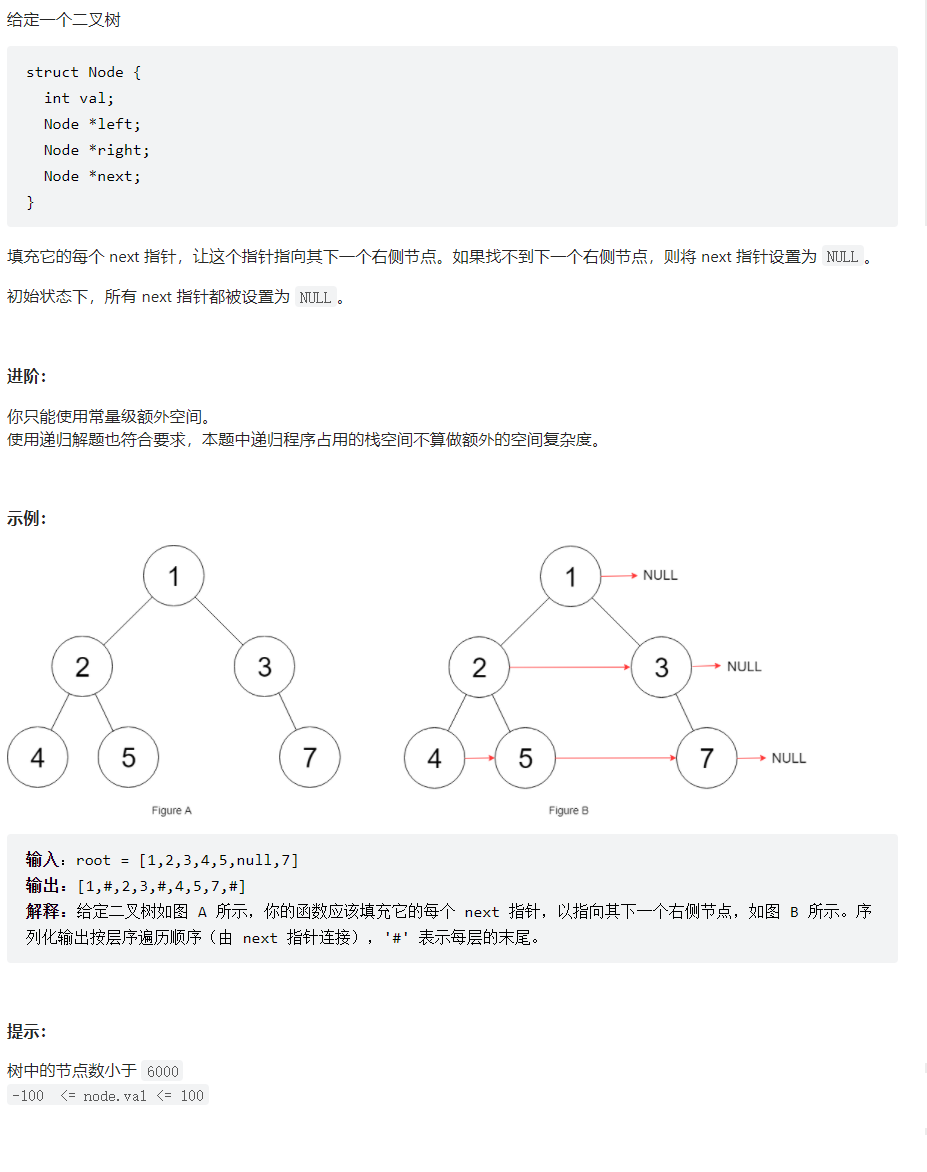 给定一个二叉树
struct Node {
  int val;
  Node *left;
  Node *right;
  Node *next;
}
填充它的每个 next 指针，让这个指针指向其下一个右侧节点。如果找不到下一个右侧节点，则将 next 指针设置为 NULL 。
初始状态下，所有 next 指针都被设置为 NULL 。
进阶：
你只能使用常量级额外空间。
使用递归解题也符合要求，本题中递归程序占用的栈空间不算做额外的空间复杂度。
示例：
1 1 NULL
2 3 2 3 NULL
4 5 7 4 5 7 NULL
Figure A Figure B
输入：root = [1,2,3,4,5,null,7]
输出：[1,#,2,3,#,4,5,7,#]
解释：给定二叉树如图 A 所示，你的函数应该填充它的每个 next 指针，以指向其下一个右侧节点，如图 B 所示。序
列化输出按层序遍历顺序（由 next 指针连接），'#' 表示每层的末尾。
提示：
树中的节点数小于 6000
-100 <= node.val <= 100